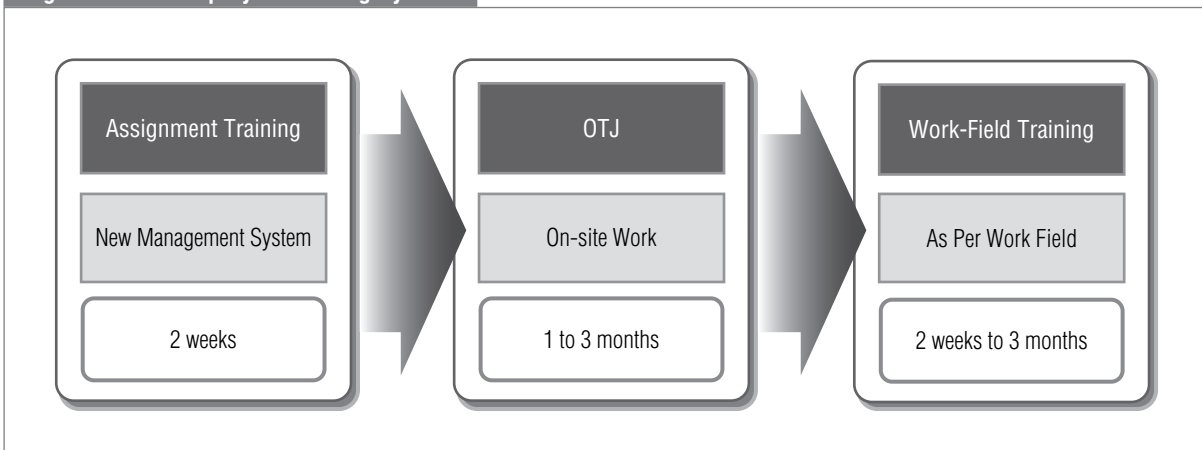 Assignment Training
New Management System
2 weeks
OTJ
On-site Work
1 to 3 months
Work-Field Training
As Per Work Field
2 weeks to 3 months